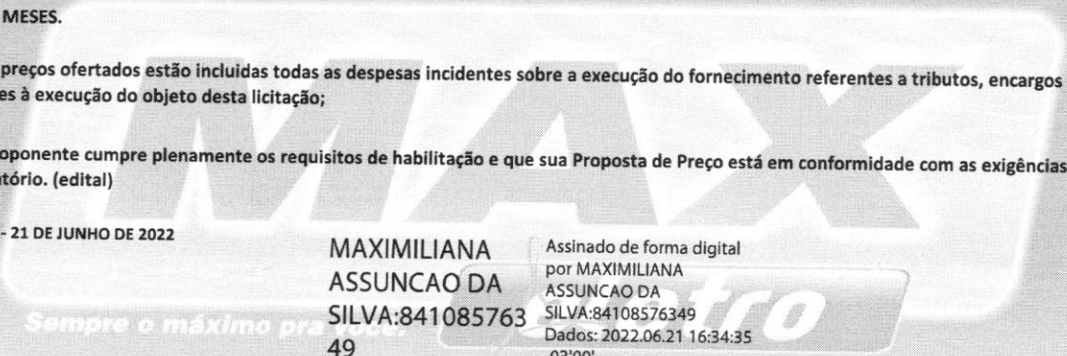 MESES.
preços ofertados estão incluidas todas as despesas incidentes sobre a execução do fornecimento referentes a tributos, encargos
es à execução do objeto desta licitação;
oponente cumpre plenamente os requisitos de habilitação e que sua Proposta de Preço está em conformidade com as exigências
tório. (edital)
- 21 DE JUNHO DE 2022
MAX
MAXIMILIANA
ASSUNCAO DA
SILVA:841085763
49
Assinado de forma digital
por MAXIMILIANA
ASSUNCAO DA
SILVA:84108576349
Dados: 2022.06.21 16:34:35
Sempre o máximo pra você.